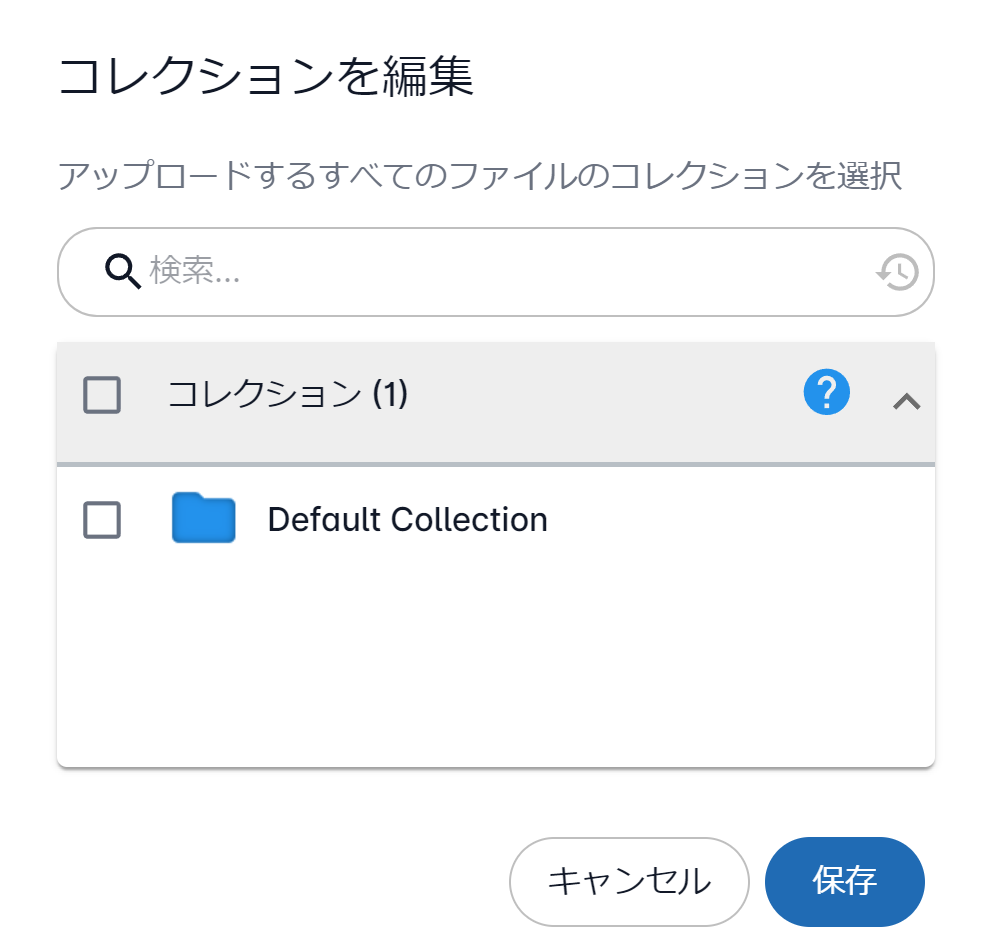 コレクションを編集
アップロードするすべてのファイルのコレクションを選択
検索...
コレクション (1)
?
Default Collection
キャンセル
保存